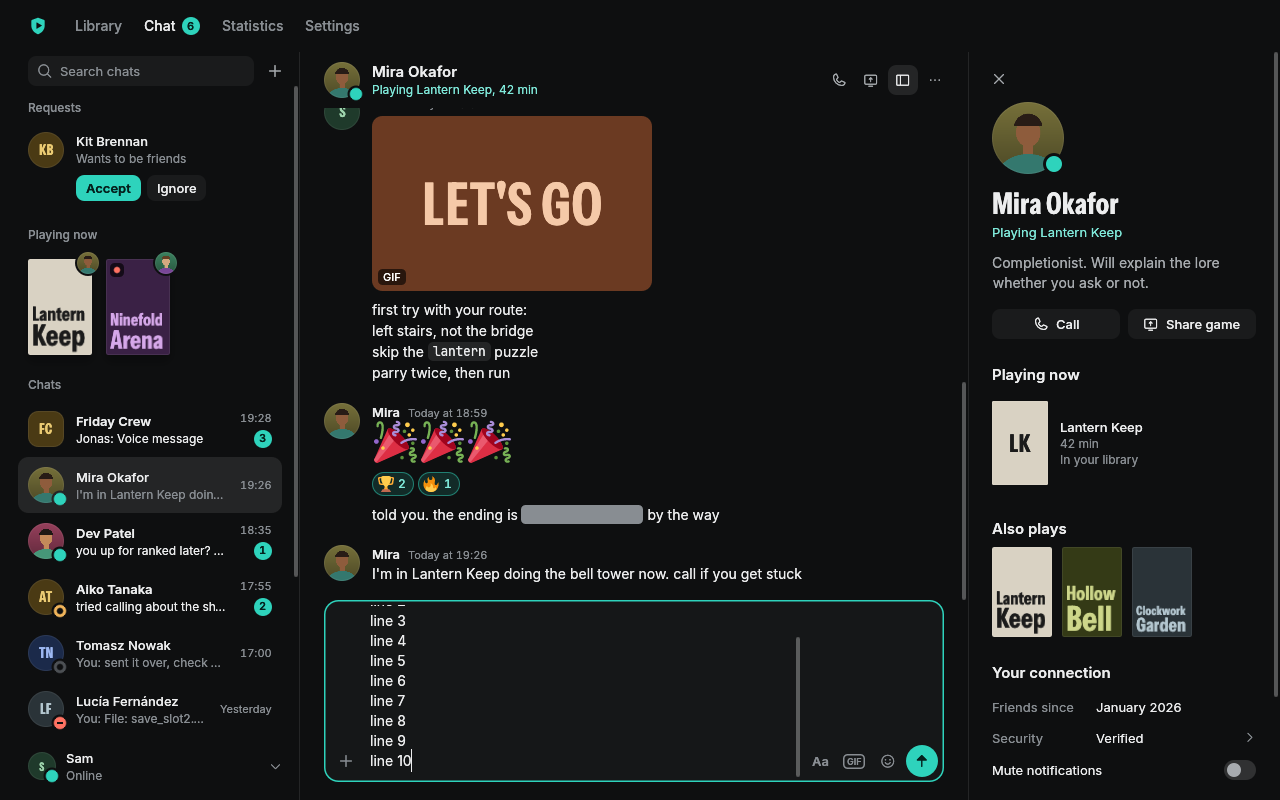 Library
Chat 6
Statistics
Settings
Search chats
Requests
KB
Kit Brennan
Wants to be friends
Accept
Ignore
Playing now
Lantern
Keep
Ninefold
Arena
Chats
FC
Friday Crew
19:28
Jonas: Voice message
3
Mira Okafor
19:26
I'm in Lantern Keep doin...
Dev Patel
18:35
you up for ranked later? ...
1
AT
Aiko Tanaka
17:55
tried calling about the sh...
2
TN
Tomasz Nowak
17:00
You: sent it over, check ...
LF
Lucía Fernández
Yesterday
You: File: save_slot2....
S
Sam
Online
Mira Okafor
Playing Lantern Keep, 42 min
S
LET'S GO
GIF
first try with your route:
left stairs, not the bridge
skip the lantern puzzle
parry twice, then run
Mira Today at 18:59
2
1
told you. the ending is by the way
Mira Today at 19:26
I'm in Lantern Keep doing the bell tower now. call if you get stuck
line 3
line 4
line 5
line 6
line 7
line 8
line 9
line 10
Aa
GIF
Mira Okafor
Playing Lantern Keep
Completionist. Will explain the lore
whether you ask or not.
Call
Share game
Playing now
LK
Lantern Keep
42 min
In your library
Also plays
Lantern
Keep
Hollow
Bell
Clockwork
Garden
Your connection
Friends since January 2026
Security Verified
Mute notifications